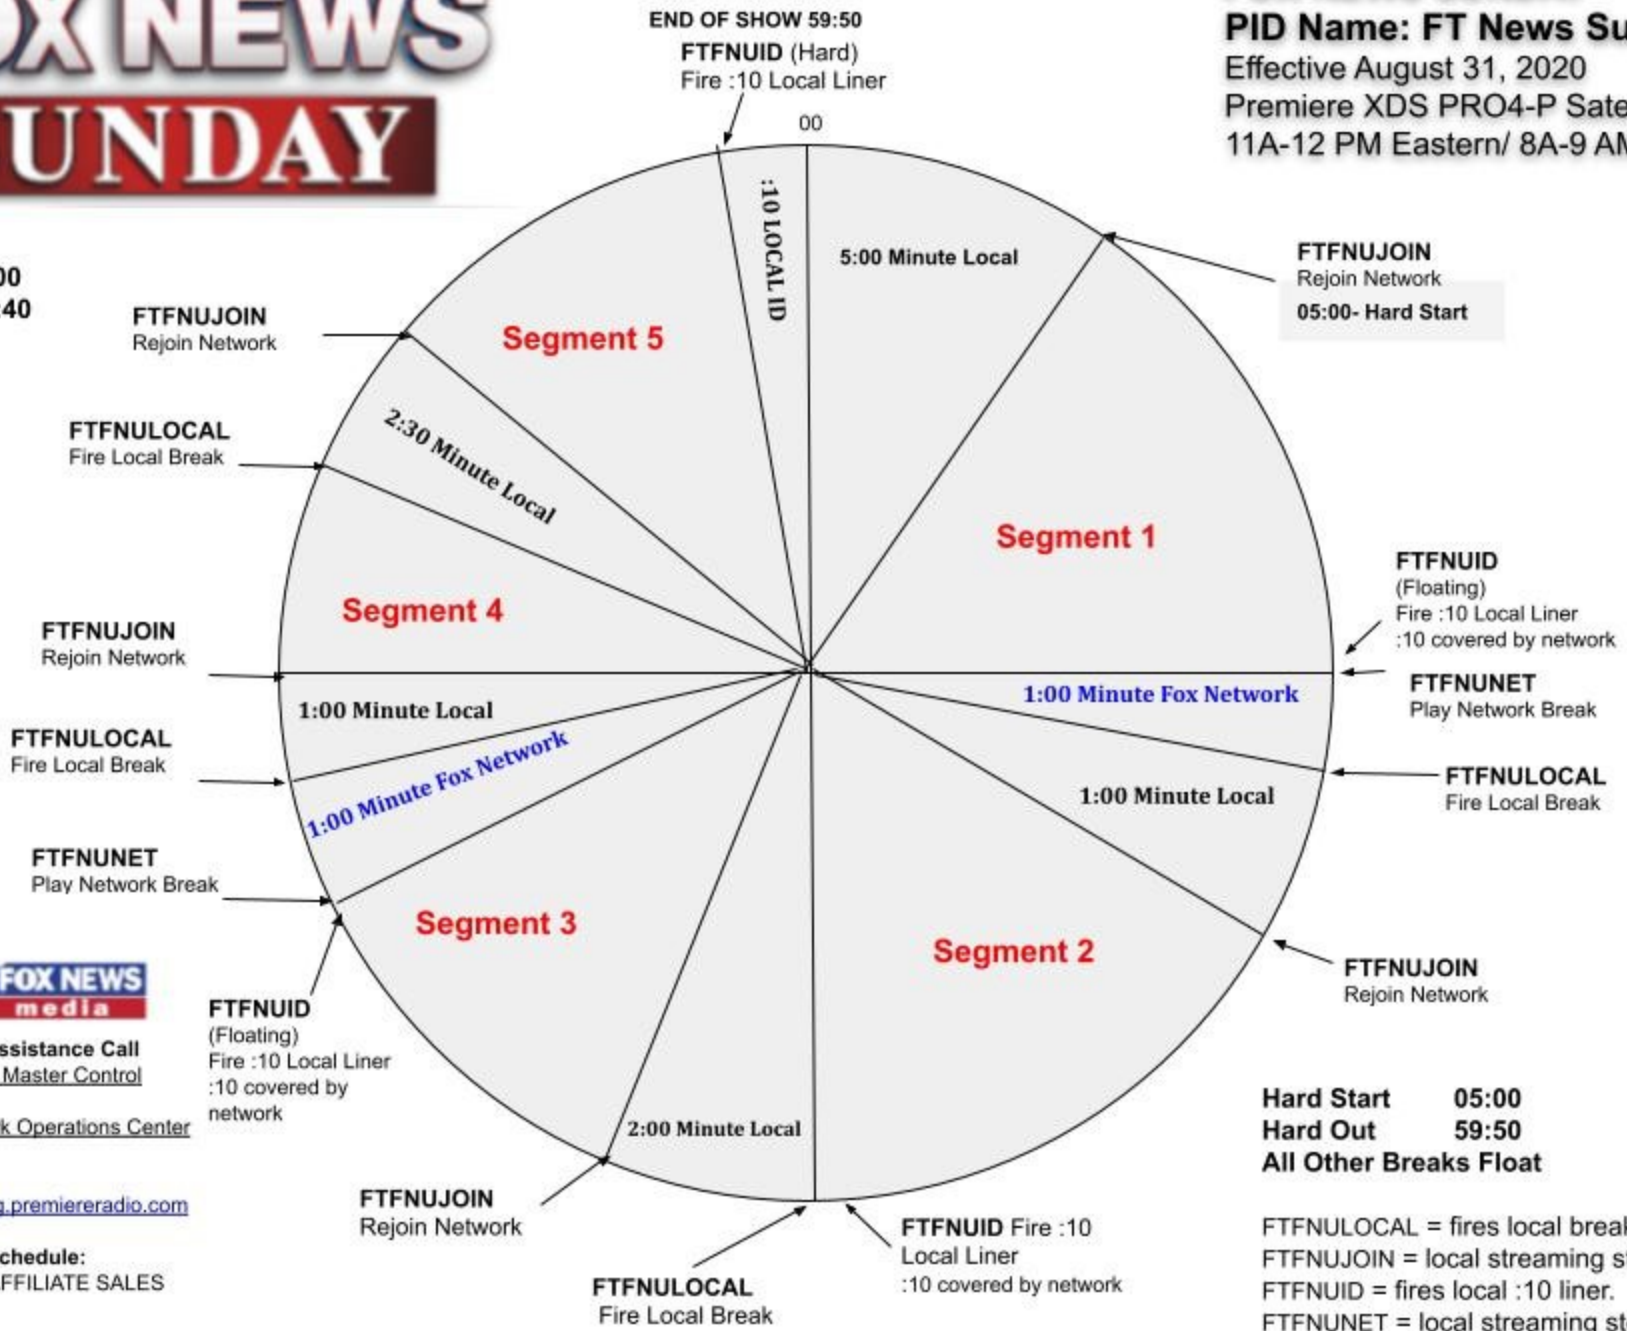 OX NEWS
UNDAY
END OF SHOW 59:50
FTFNUID (Hard)
Fire :10 Local Liner
00
PID Name: FT News Su
Effective August 31, 2020
Premiere XDS PRO4-P Sate
11A-12 PM Eastern/ 8A-9 AM
FTFNUJOIN
Rejoin Network
05:00- Hard Start
:10 LOCAL ID
5:00 Minute Local
00
:40
FTFNUJOIN
Rejoin Network
Segment 5
2:30 Minute Local
FTFNULOCAL
Fire Local Break
Segment 1
FTFNUID
(Floating)
Fire :10 Local Liner
:10 covered by network
FTFNUNET
Play Network Break
Segment 4
FTFNUJOIN
Rejoin Network
1:00 Minute Local
1:00 Minute Fox Network
FTFNULOCAL
Fire Local Break
1:00 Minute Fox Network
1:00 Minute Local
FTFNULOCAL
Fire Local Break
FTFNUNET
Play Network Break
Segment 3
Segment 2
FTFNUJOIN
Rejoin Network
FOX NEWS
media
ssistance Call
Master Control
k Operations Center
g.premiereradio.com
chedule:
FFILIATE SALES
FTFNUID
(Floating)
Fire :10 Local Liner
:10 covered by
network
2:00 Minute Local
FTFNUJOIN
Rejoin Network
FTFNULOCAL
Fire Local Break
FTFNUID Fire :10
Local Liner
:10 covered by network
Hard Start 05:00
Hard Out 59:50
All Other Breaks Float
FTFNULOCAL = fires local break
FTFNUJOIN = local streaming st
FTFNUID = fires local :10 liner.
FTFNUNET = local streaming sto